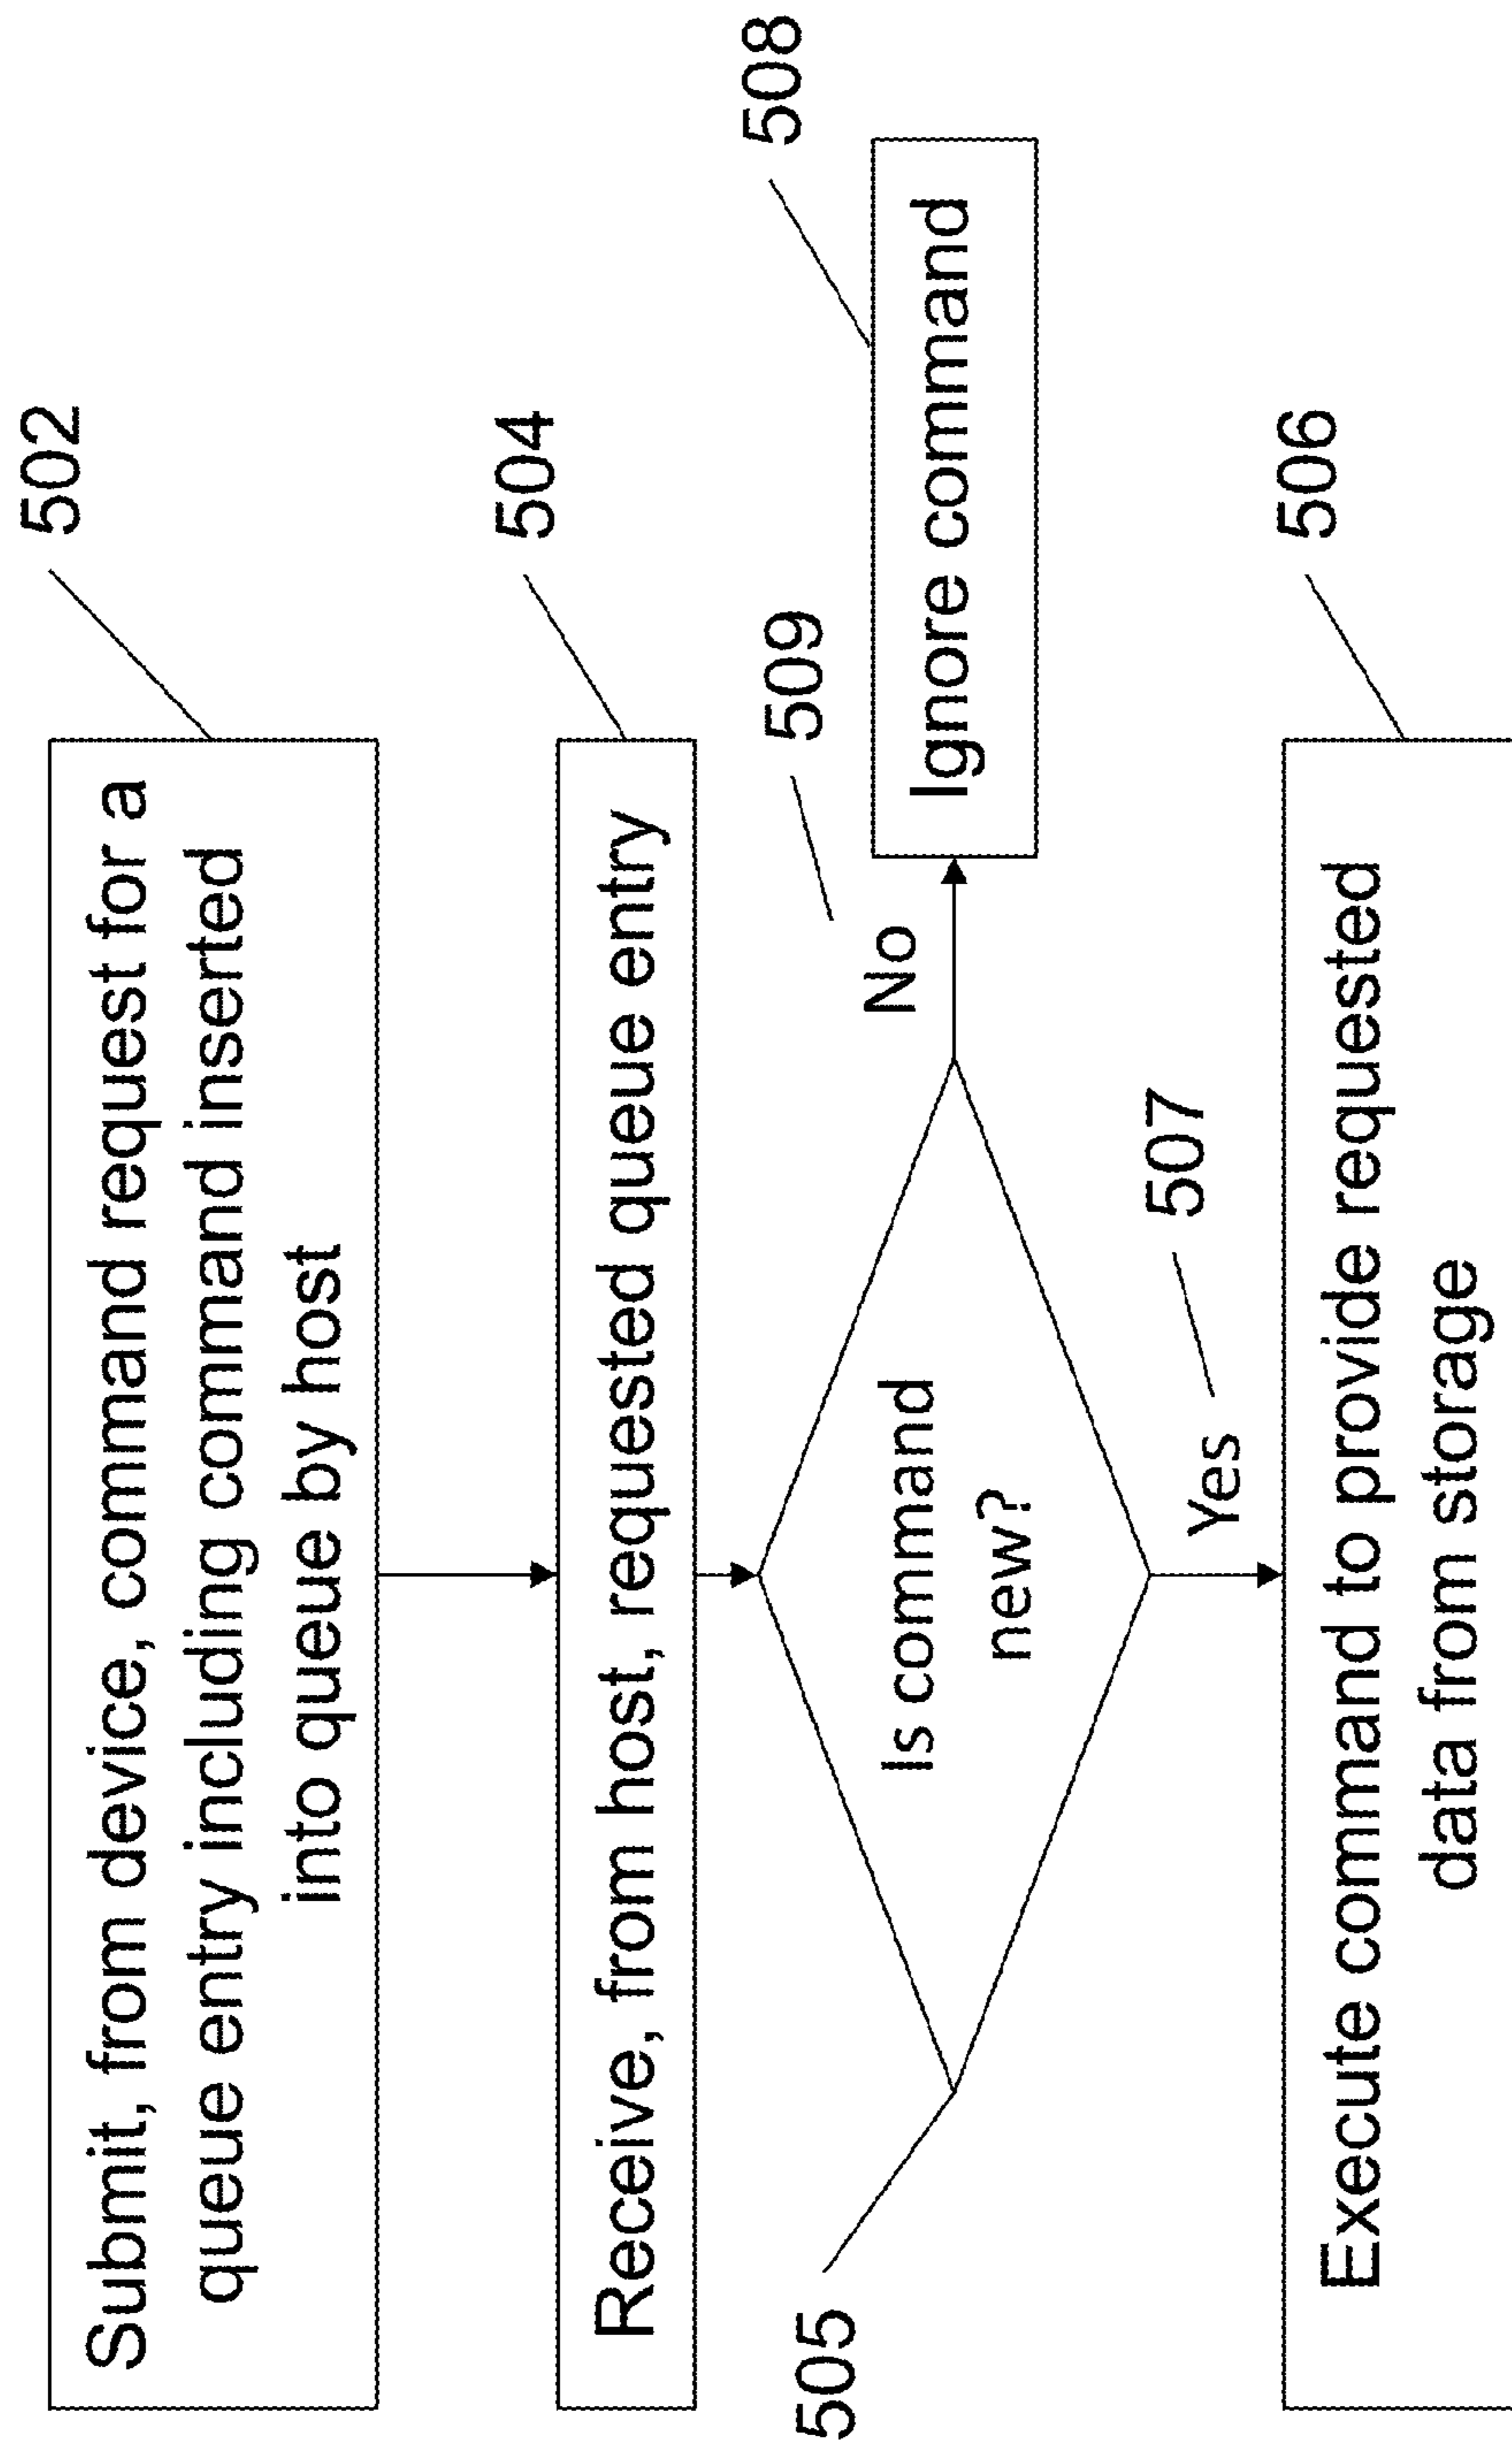 Submit, from device, command request for a
queue entry including command inserted
into queue by host
502
Receive, from host, requested queue entry
504
505
Is command
new?
No
509
Ignore command
508
Yes
507
Execute command to provide requested
data from storage
506